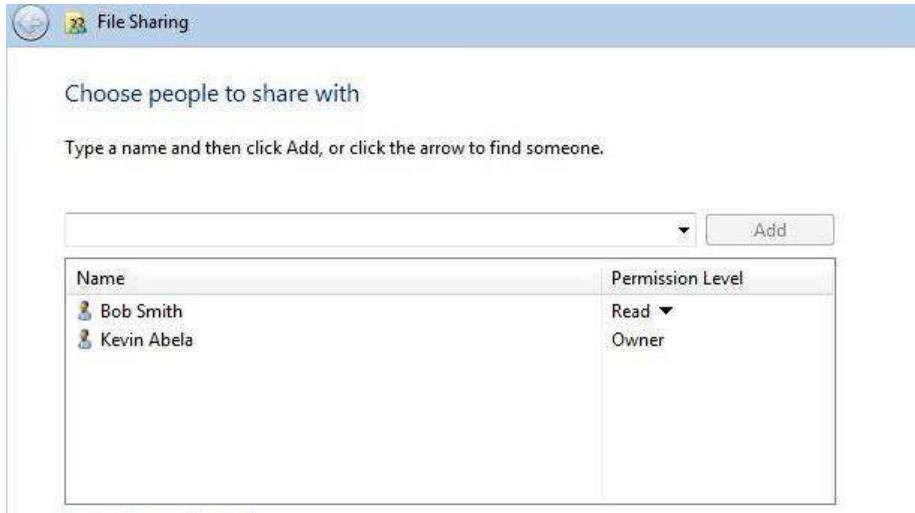 File Sharing
Choose people to share with
Type a name and then click Add, or click the arrow to find someone.
Add
Name Permission Level
Bob Smith Read
Kevin Abela Owner